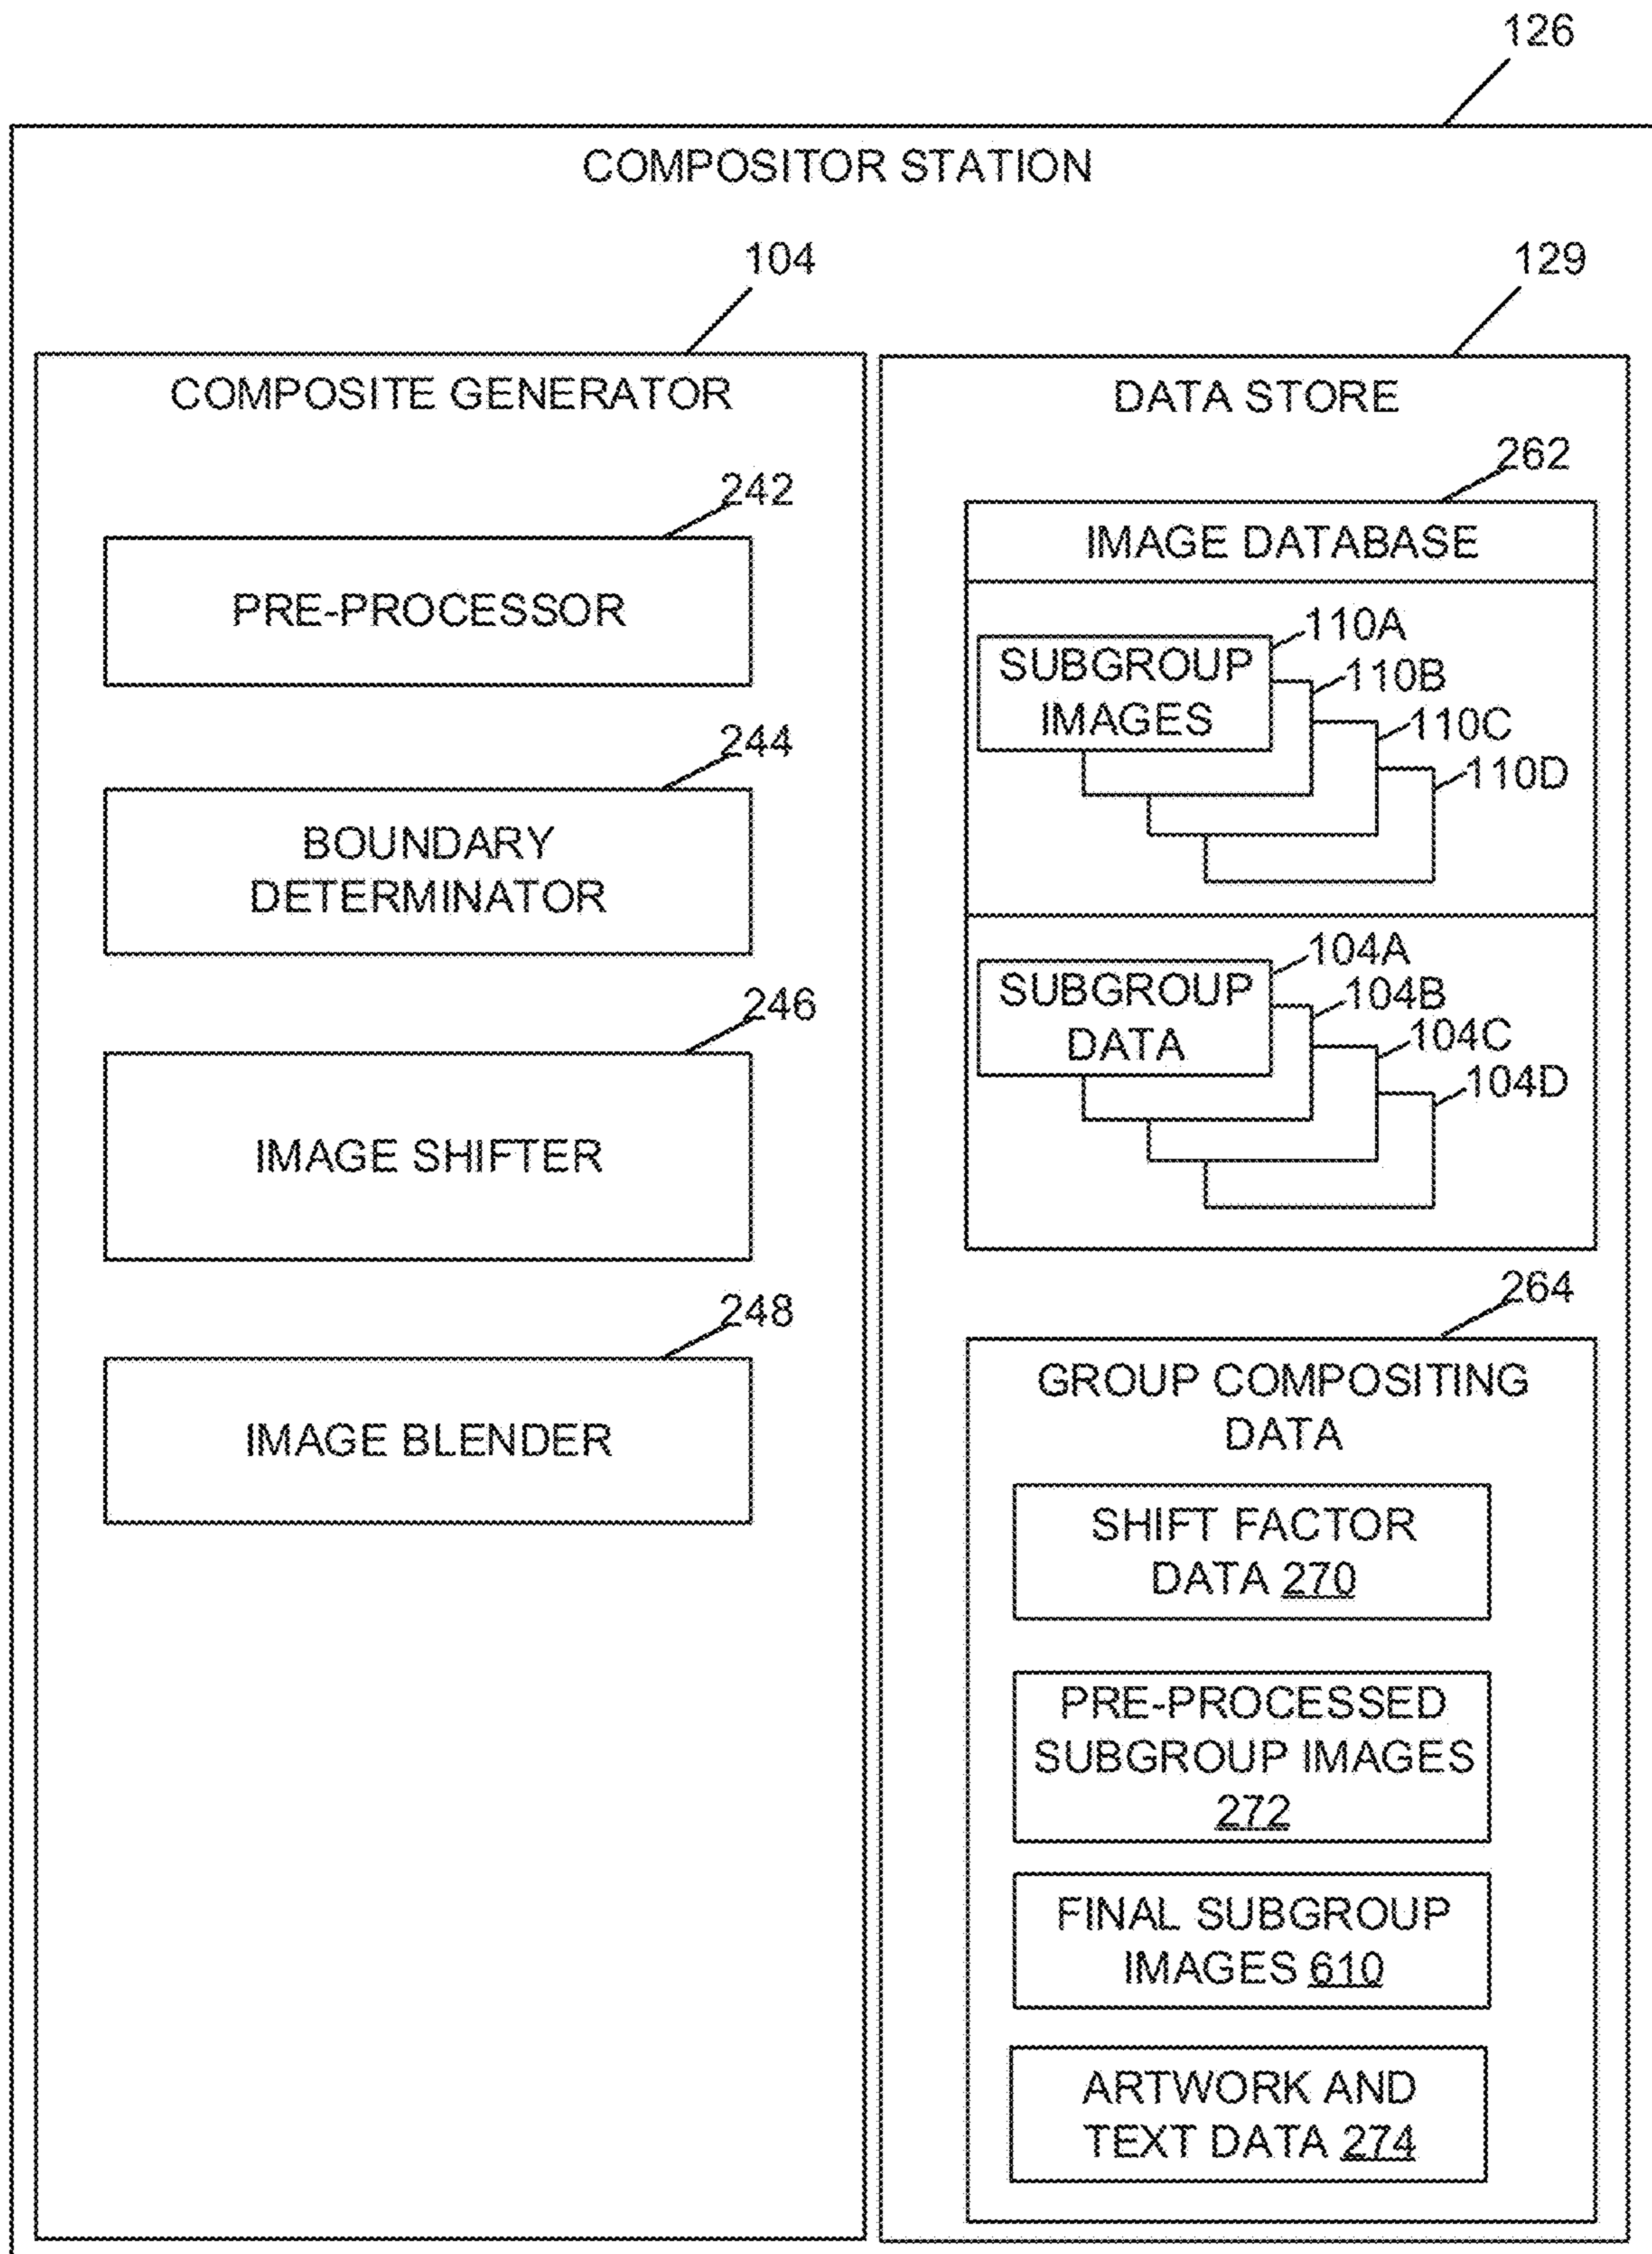 126
COMPOSITOR STATION
104
COMPOSITE GENERATOR
242
PRE-PROCESSOR
244
BOUNDARY
DETERMINATOR
246
IMAGE SHIFTER
248
IMAGE BLENDER
129
DATA STORE
262
IMAGE DATABASE
110A
SUBGROUP
IMAGES
110B
110C
110D
104A
SUBGROUP
DATA
104B
104C
104D
264
GROUP COMPOSITING
DATA
SHIFT FACTOR
DATA 270
PRE-PROCESSED
SUBGROUP IMAGES
272
FINAL SUBGROUP
IMAGES 610
ARTWORK AND
TEXT DATA 274